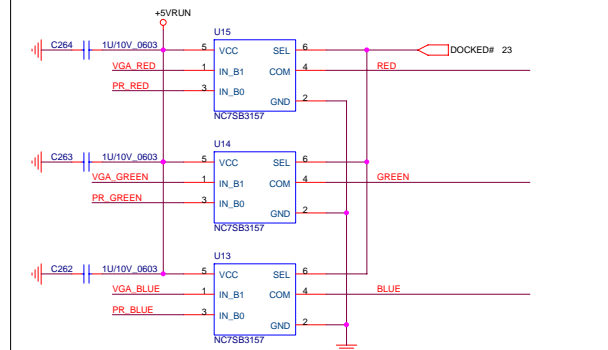 +5VRUN
U15
C264 1U/10V_0603 5 VCC SEL 6 DOCKED# 23
VGA_RED 1 IN_B1 COM 4 RED
PR_RED 3 IN_B0
GND 2
NC7SB3157
U14
C263 1U/10V_0603 5 VCC SEL 6
VGA_GREEN 1 IN_B1 COM 4 GREEN
PR_GREEN 3 IN_B0
GND 2
NC7SB3157
U13
C262 1U/10V_0603 5 VCC SEL 6
VGA_BLUE 1 IN_B1 COM 4 BLUE
PR_BLUE 3 IN_B0
GND 2
NC7SB3157